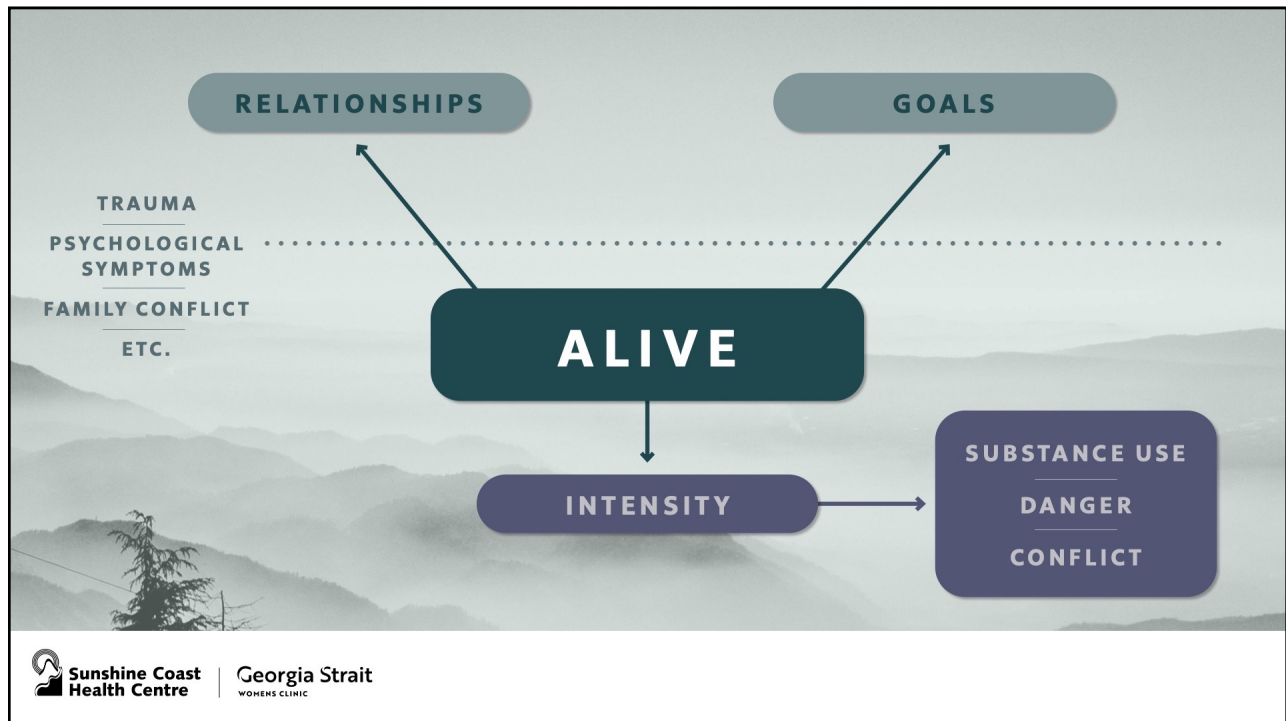 RELATIONSHIPS
GOALS
TRAUMA
PSYCHOLOGICAL
SYMPTOMS
FAMILY CONFLICT
ETC.
ALIVE
INTENSITY
SUBSTANCE USE
DANGER
CONFLICT
Sunshine Coast
Health Centre
Georgia Strait
WOMENS CLINIC